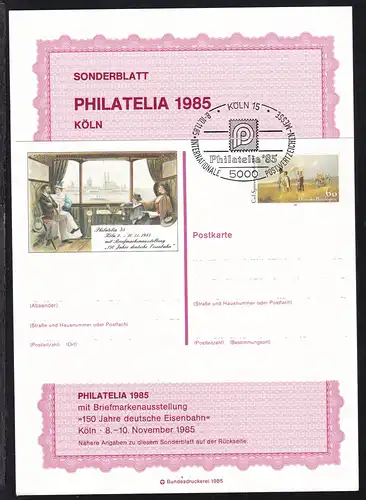 SONDERBLATT
PHILATELIA 1985
KÖLN
KÖLN 15
INTERNATIONALE POSTWERTZEICHEN-MESSE
Philatelia '85
5000
60
Philatelia '85
Köln 8.-10.11.1985
mit Briefmarkenausstellung
"150 Jahre deutsche Eisenbahn"
Postkarte
(Absender)
(Straße und Hausnummer oder Postfach)
(Straße und Hausnummer oder Postfach)
(Postleitzahl) (Ort)
(Postleitzahl) (Bestimmungsort)
PHILATELIA 1985
mit Briefmarkenausstellung
»150 Jahre deutsche Eisenbahn«
Köln · 8.–10. November 1985
Nähere Angaben zu diesem Sonderblatt auf der Rückseite.
Bundesdruckerei 1985